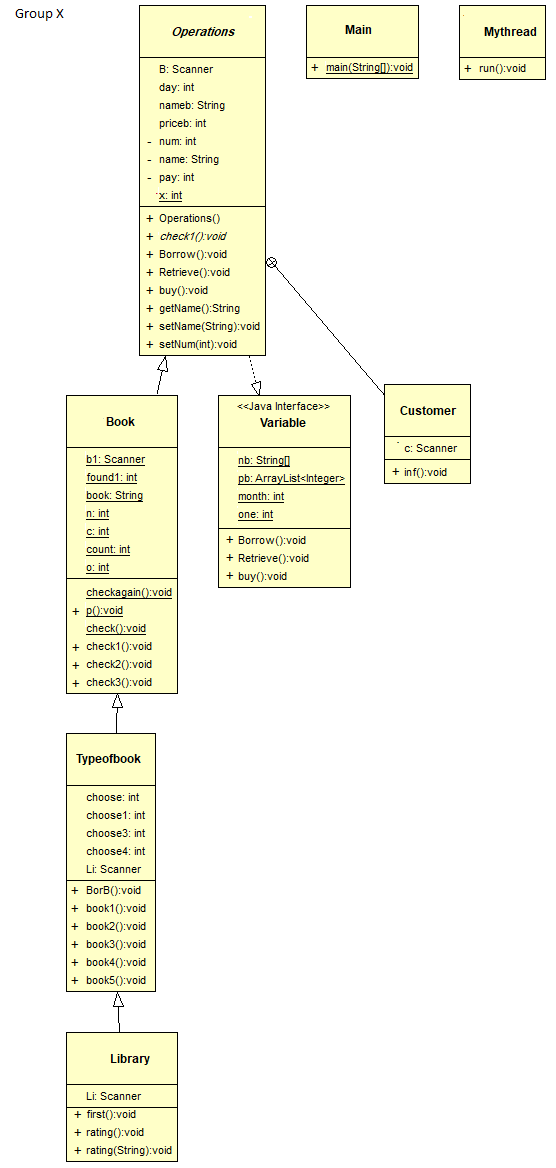 Group X
Operations
B: Scanner
day: int
nameb: String
priceb: int
- num: int
- name: String
- pay: int
x: int
+ Operations()
+ check1():void
+ Borrow():void
+ Retrieve():void
+ buy():void
+ getName():String
+ setName(String):void
+ setNum(int):void
Main
+ main(String[]):void
Mythread
+ run():void
Book
b1: Scanner
found1: int
book: String
n: int
c: int
count: int
o: int
checkagain():void
+ p():void
check():void
+ check1():void
+ check2():void
+ check3():void
<<Java Interface>>
Variable
nb: String[]
pb: ArrayList<Integer>
month: int
one: int
+ Borrow():void
+ Retrieve():void
+ buy():void
Customer
c: Scanner
+ inf():void
Typeofbook
choose: int
choose1: int
choose3: int
choose4: int
Li: Scanner
+ BorB():void
+ book1():void
+ book2():void
+ book3():void
+ book4():void
+ book5():void
Library
Li: Scanner
+ first():void
+ rating():void
+ rating(String):void